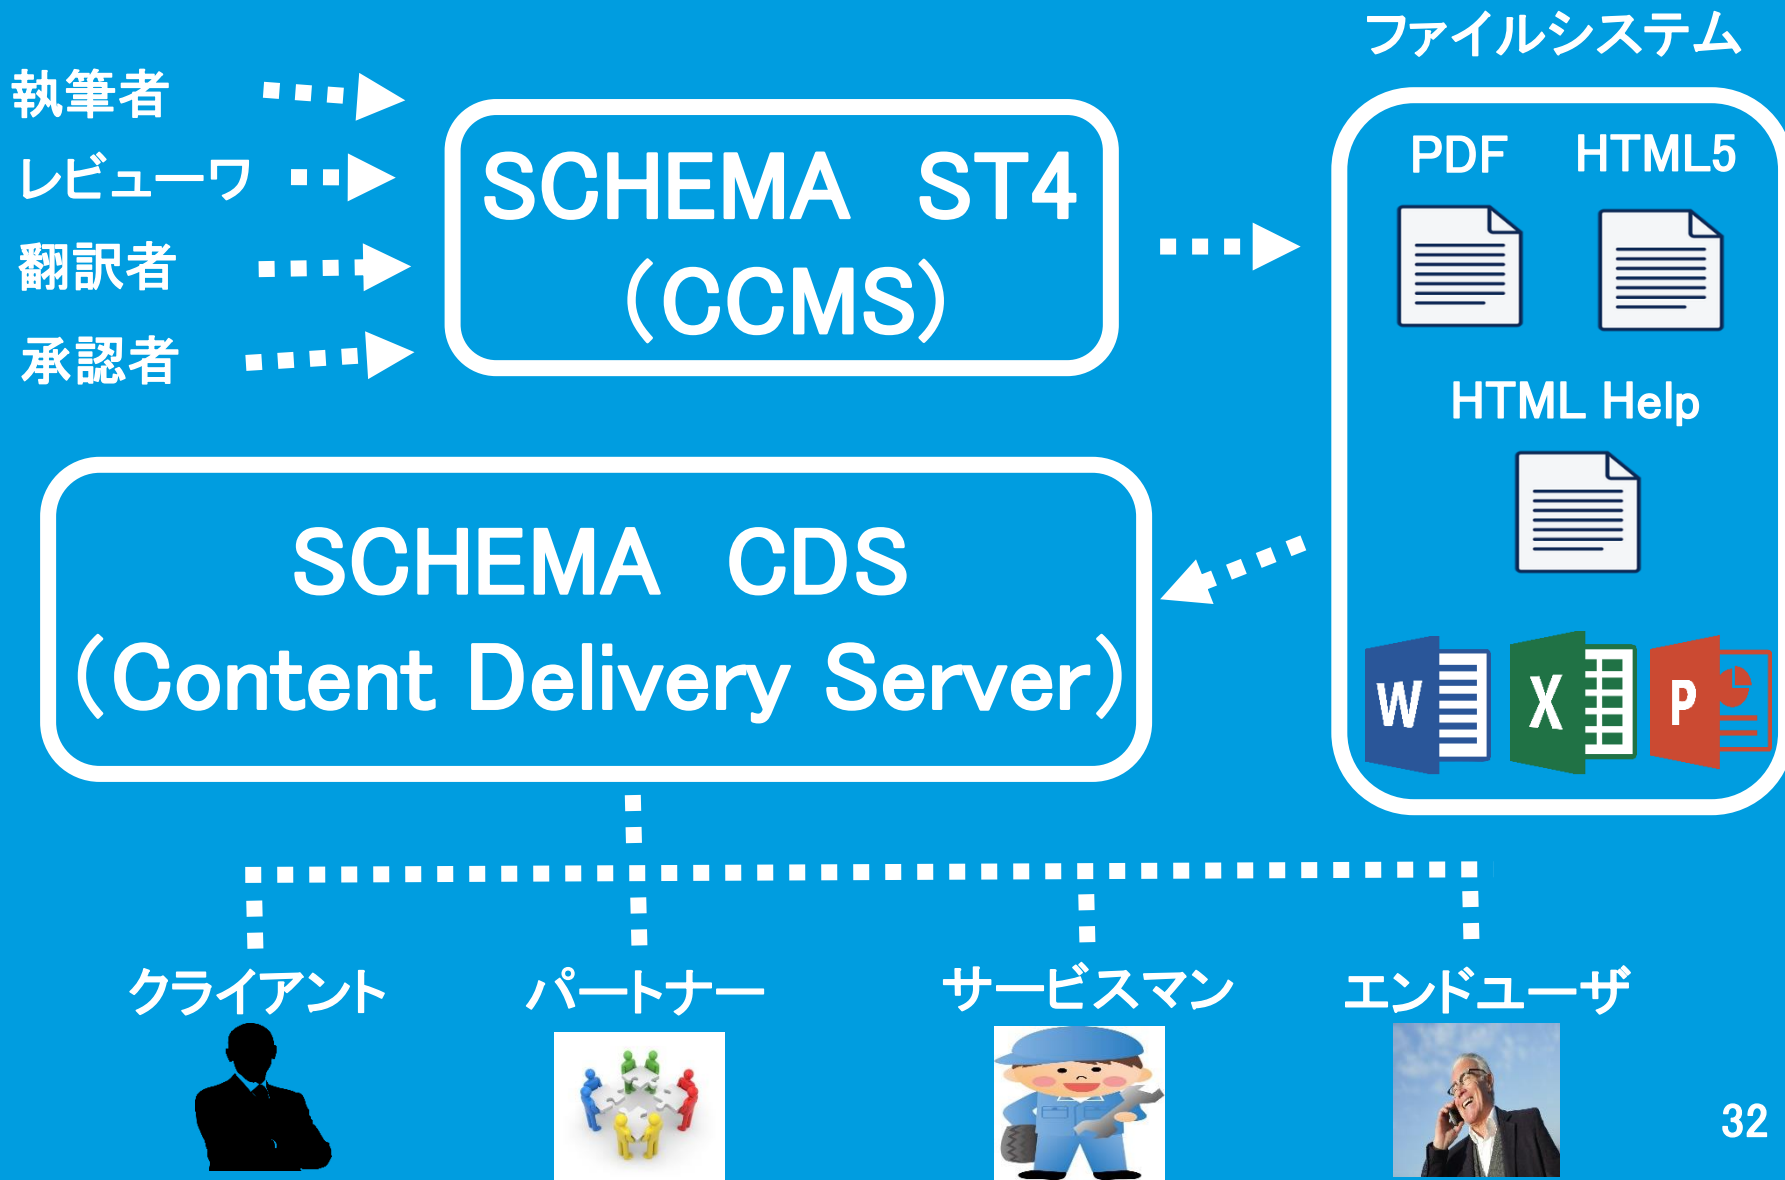 ファイルシステム
執筆者
レビューワ
翻訳者
承認者
SCHEMA　ST4
（CCMS）
PDF
HTML5
HTML Help
W
X
P
SCHEMA　CDS
（Content Delivery Server）
クライアント
パートナー
サービスマン
エンドユーザ
32